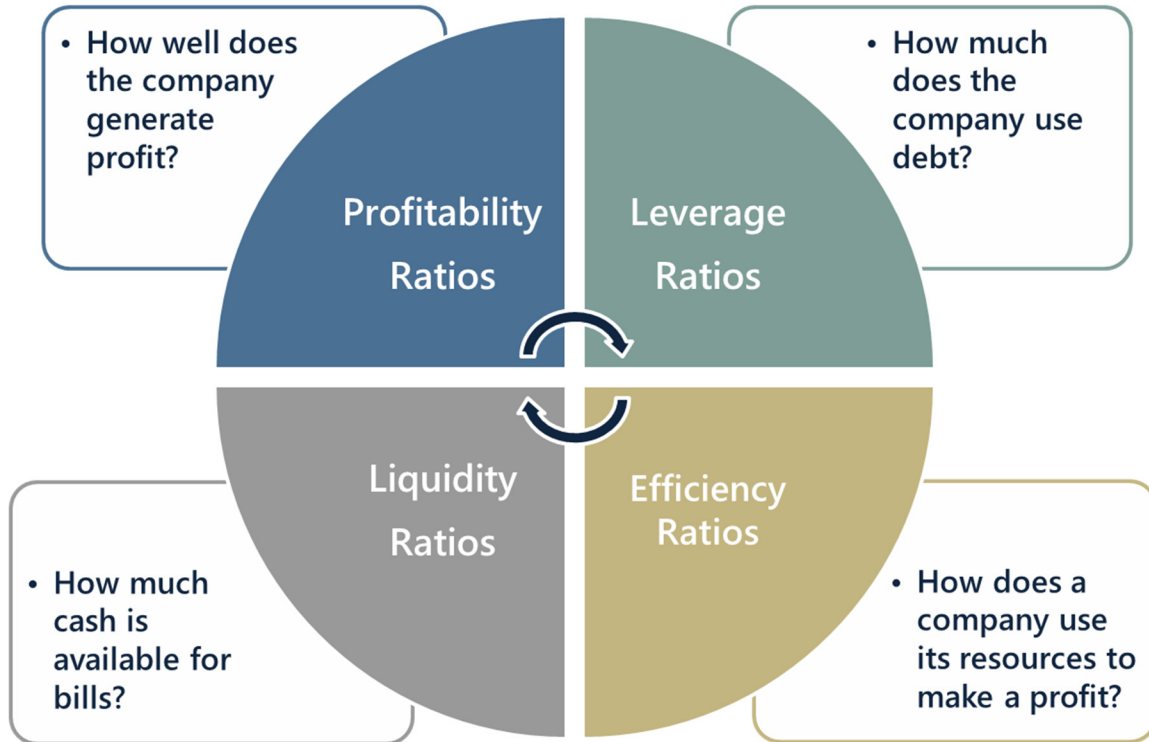 • How well does
the company
generate
profit?
Profitability
Ratios
• How much
does the
company use
debt?
Leverage
Ratios
Liquidity
Ratios
• How much
cash is
available for
bills?
Efficiency
Ratios
• How does a
company use
its resources to
make a profit?